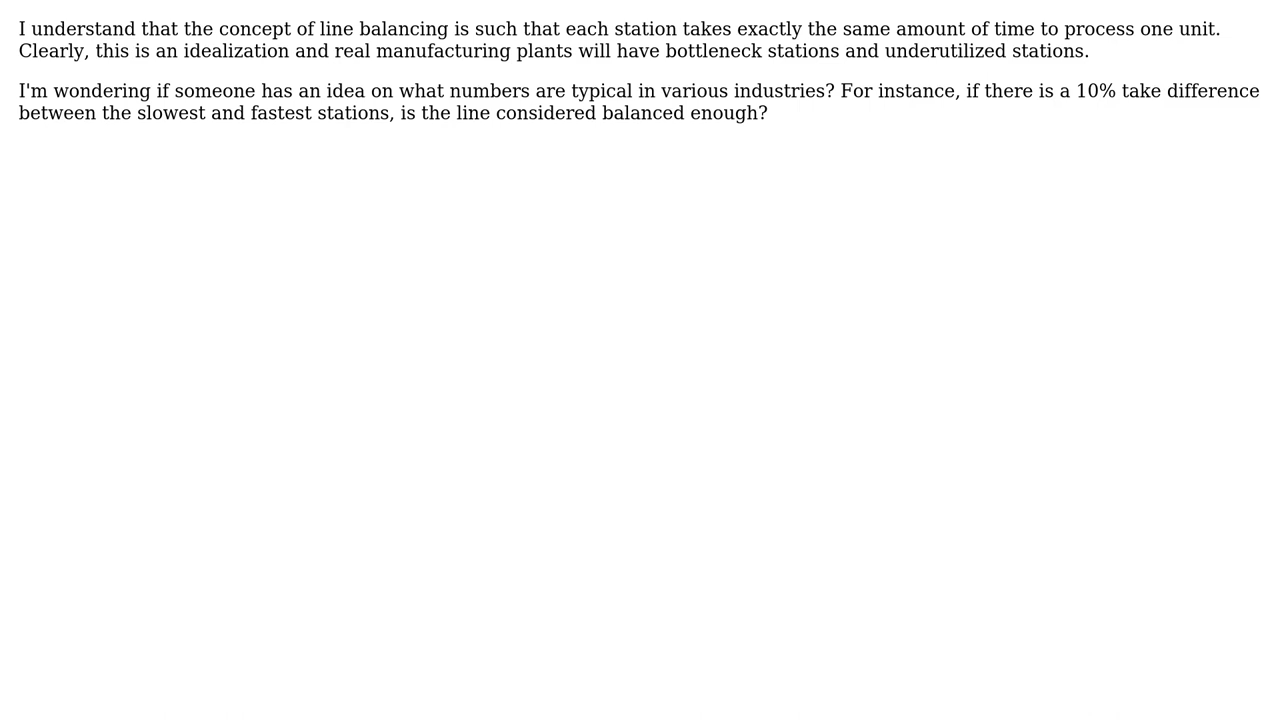 I understand that the concept of line balancing is such that each station takes exactly the same amount of time to process one unit.
Clearly, this is an idealization and real manufacturing plants will have bottleneck stations and underutilized stations.
I'm wondering if someone has an idea on what numbers are typical in various industries? For instance, if there is a 10% take difference
between the slowest and fastest stations, is the line considered balanced enough?